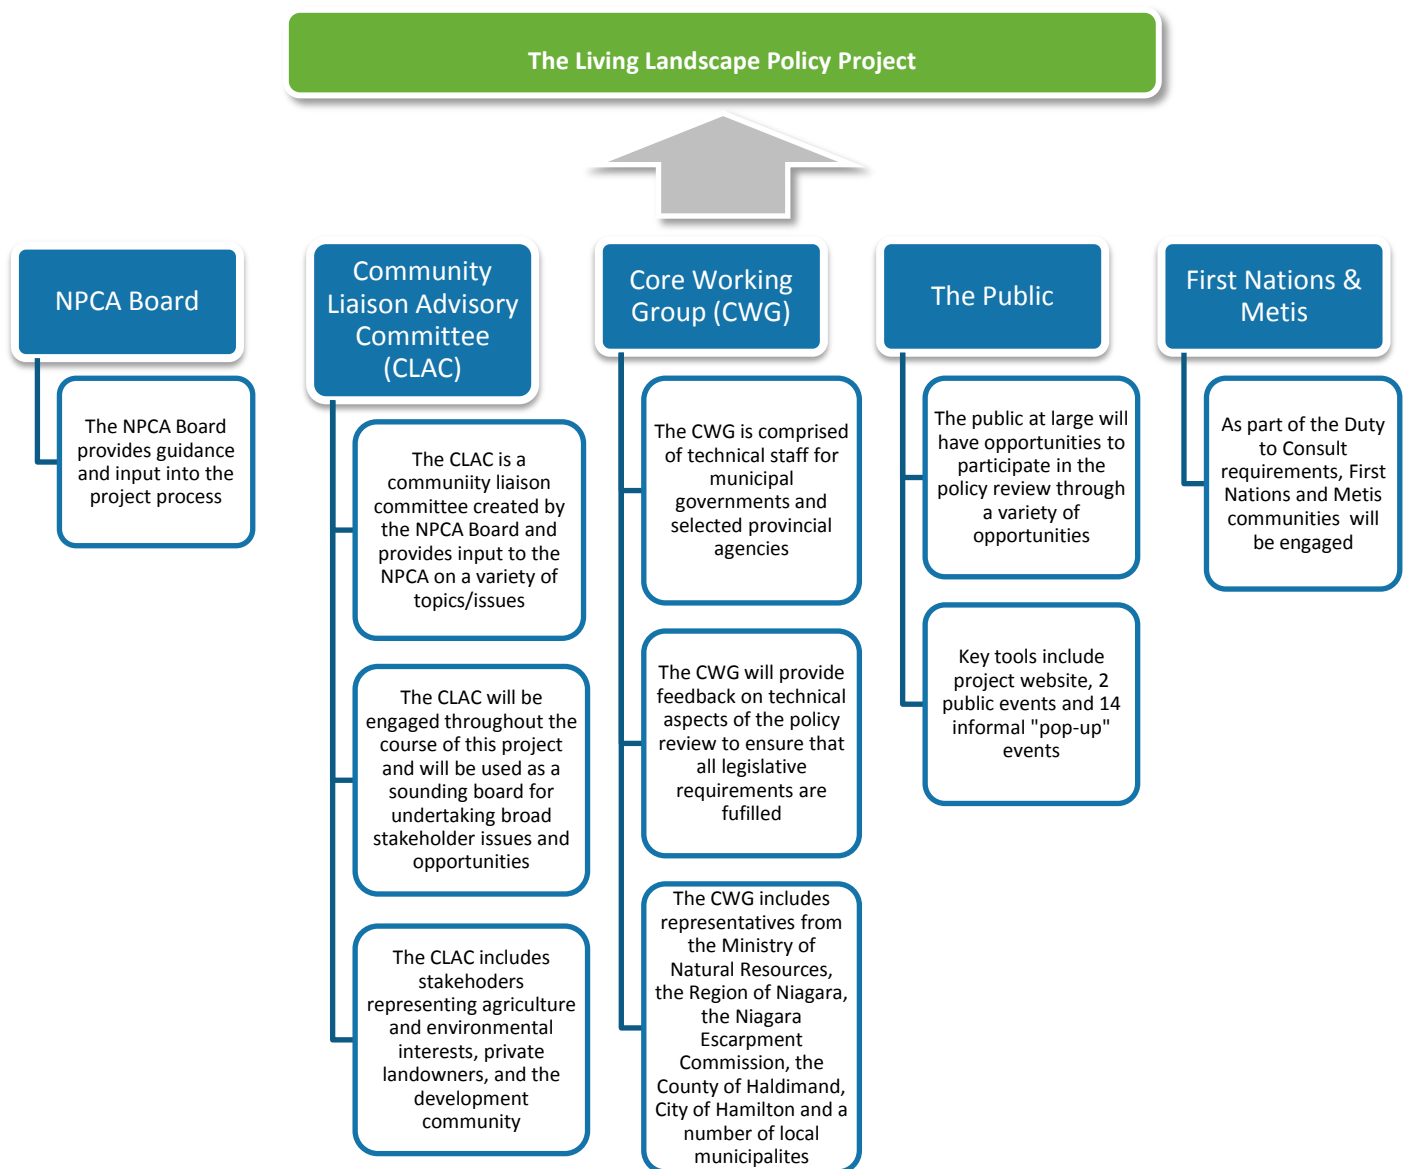 The Living Landscape Policy Project
NPCA Board
The NPCA Board
provides guidance
and input into the
project process
Community
Liaison Advisory
Committee
(CLAC)
The CLAC is a
communiity liaison
committee created by
the NPCA Board and
provides input to the
NPCA on a variety of
topics/issues
The CLAC will be
engaged throughout the
course of this project
and will be used as a
sounding board for
undertaking broad
stakeholder issues and
opportunities
The CLAC includes
stakehoders
representing agriculture
and environmental
interests, private
landowners, and the
development
community
Core Working
Group (CWG)
The CWG is comprised
of technical staff for
municipal
governments and
selected provincial
agencies
The CWG will provide
feedback on technical
aspects of the policy
review to ensure that
all legislative
requirements are
fufilled
The CWG includes
representatives from
the Ministry of
Natural Resources,
the Region of Niagara,
the Niagara
Escarpment
Commission, the
County of Haldimand,
City of Hamilton and a
number of local
municipalites
The Public
The public at large will
have opportunities to
participate in the
policy review through
a variety of
opportunities
Key tools include
project website, 2
public events and 14
informal "pop-up"
events
First Nations &
Metis
As part of the Duty
to Consult
requirements, First
Nations and Metis
communities will
be engaged